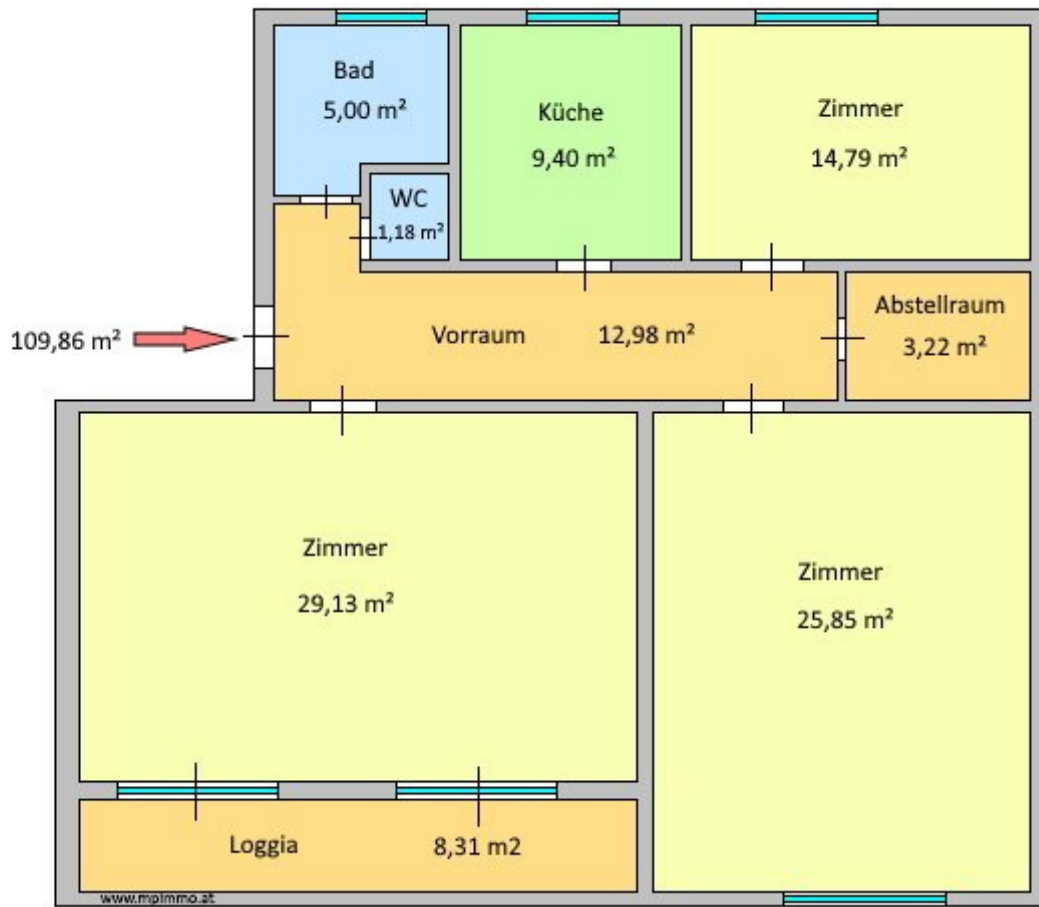 Bad
5,00 m²
Küche
9,40 m²
Zimmer
14,79 m²
WC
1,18 m²
109,86 m²
Vorraum 12,98 m²
Abstellraum
3,22 m²
Zimmer
29,13 m²
Zimmer
25,85 m²
Loggia 8,31 m2
www.mpimmo.at